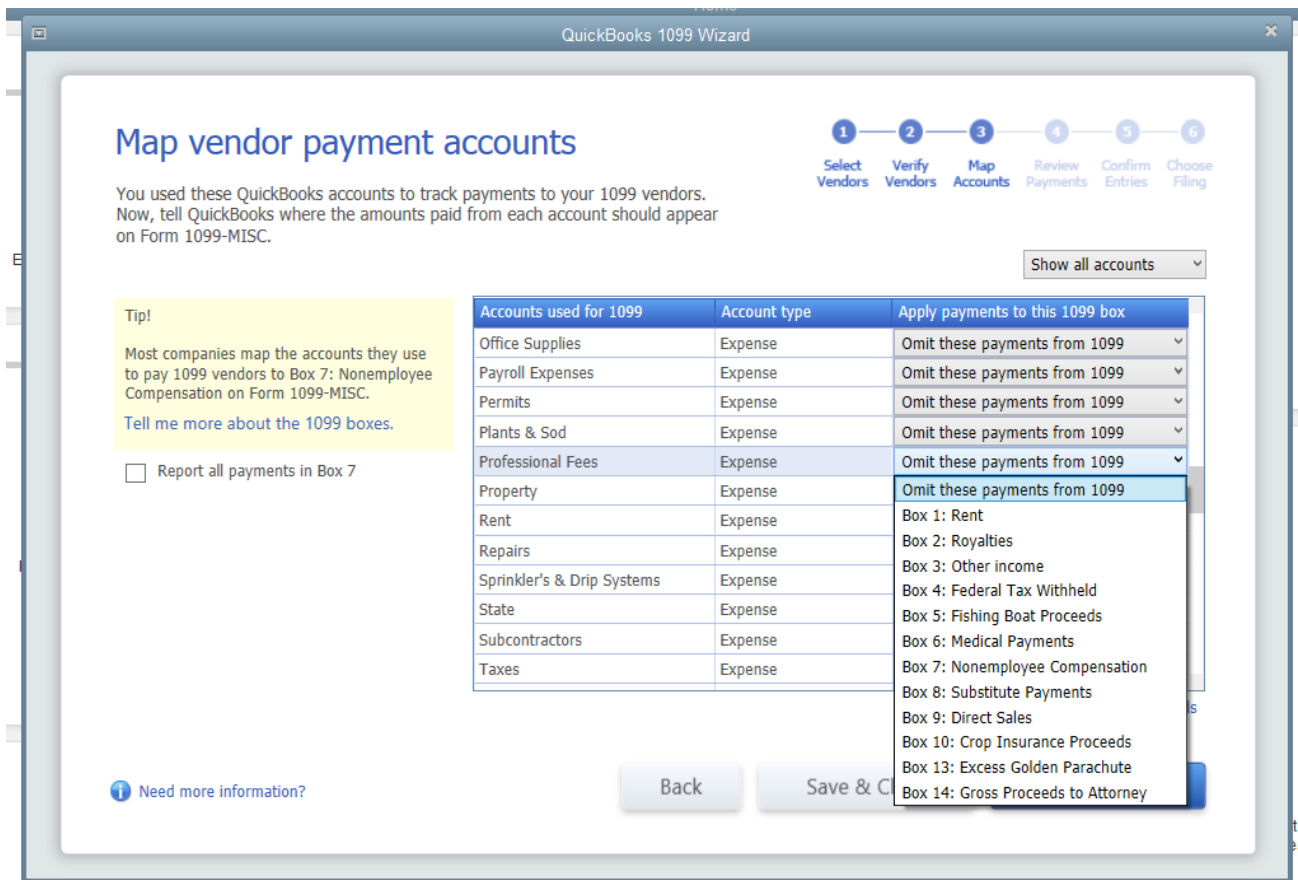 Home
QuickBooks 1099 Wizard
Map vendor payment accounts
You used these QuickBooks accounts to track payments to your 1099 vendors.
Now, tell QuickBooks where the amounts paid from each account should appear
on Form 1099-MISC.
1 2 3 4 5 6
Select Verify Map Review Confirm Choose
Vendors Vendors Accounts Payments Entries Filing
Show all accounts
Tip!
Most companies map the accounts they use
to pay 1099 vendors to Box 7: Nonemployee
Compensation on Form 1099-MISC.
Tell me more about the 1099 boxes.
Report all payments in Box 7
Accounts used for 1099 Account type Apply payments to this 1099 box
Office Supplies Expense Omit these payments from 1099
Payroll Expenses Expense Omit these payments from 1099
Permits Expense Omit these payments from 1099
Plants & Sod Expense Omit these payments from 1099
Professional Fees Expense Omit these payments from 1099
Property Expense
Rent Expense
Repairs Expense
Sprinkler's & Drip Systems Expense
State Expense
Subcontractors Expense
Taxes Expense
Omit these payments from 1099
Box 1: Rent
Box 2: Royalties
Box 3: Other income
Box 4: Federal Tax Withheld
Box 5: Fishing Boat Proceeds
Box 6: Medical Payments
Box 7: Nonemployee Compensation
Box 8: Substitute Payments
Box 9: Direct Sales
Box 10: Crop Insurance Proceeds
Box 13: Excess Golden Parachute
Box 14: Gross Proceeds to Attorney
Need more information?
Back
Save & Cl